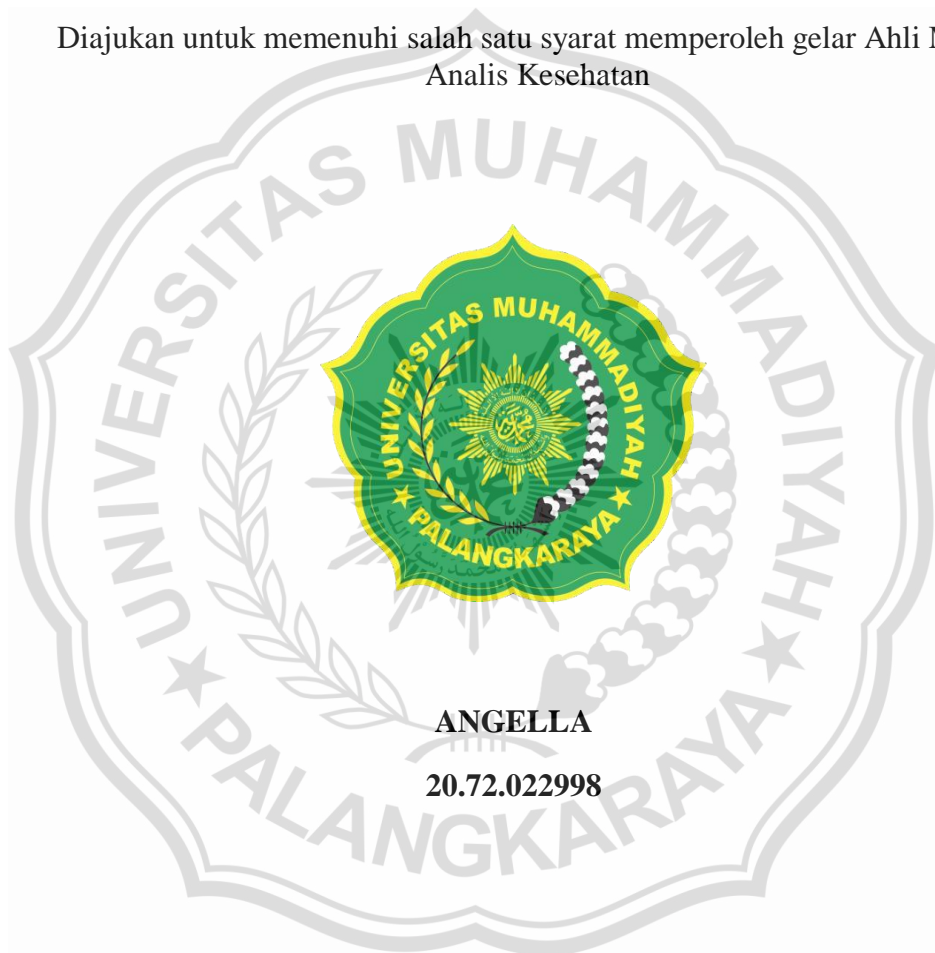 Diajukan untuk memenuhi salah satu syarat memperoleh gelar Ahli
Analis Kesehatan
UNIVERSITAS MUHAMMADIYAH
PALANGKARAYA
UNIVERSITAS MUHAMMADIYAH
PALANGKARAYA
ANGELLA
20.72.022998